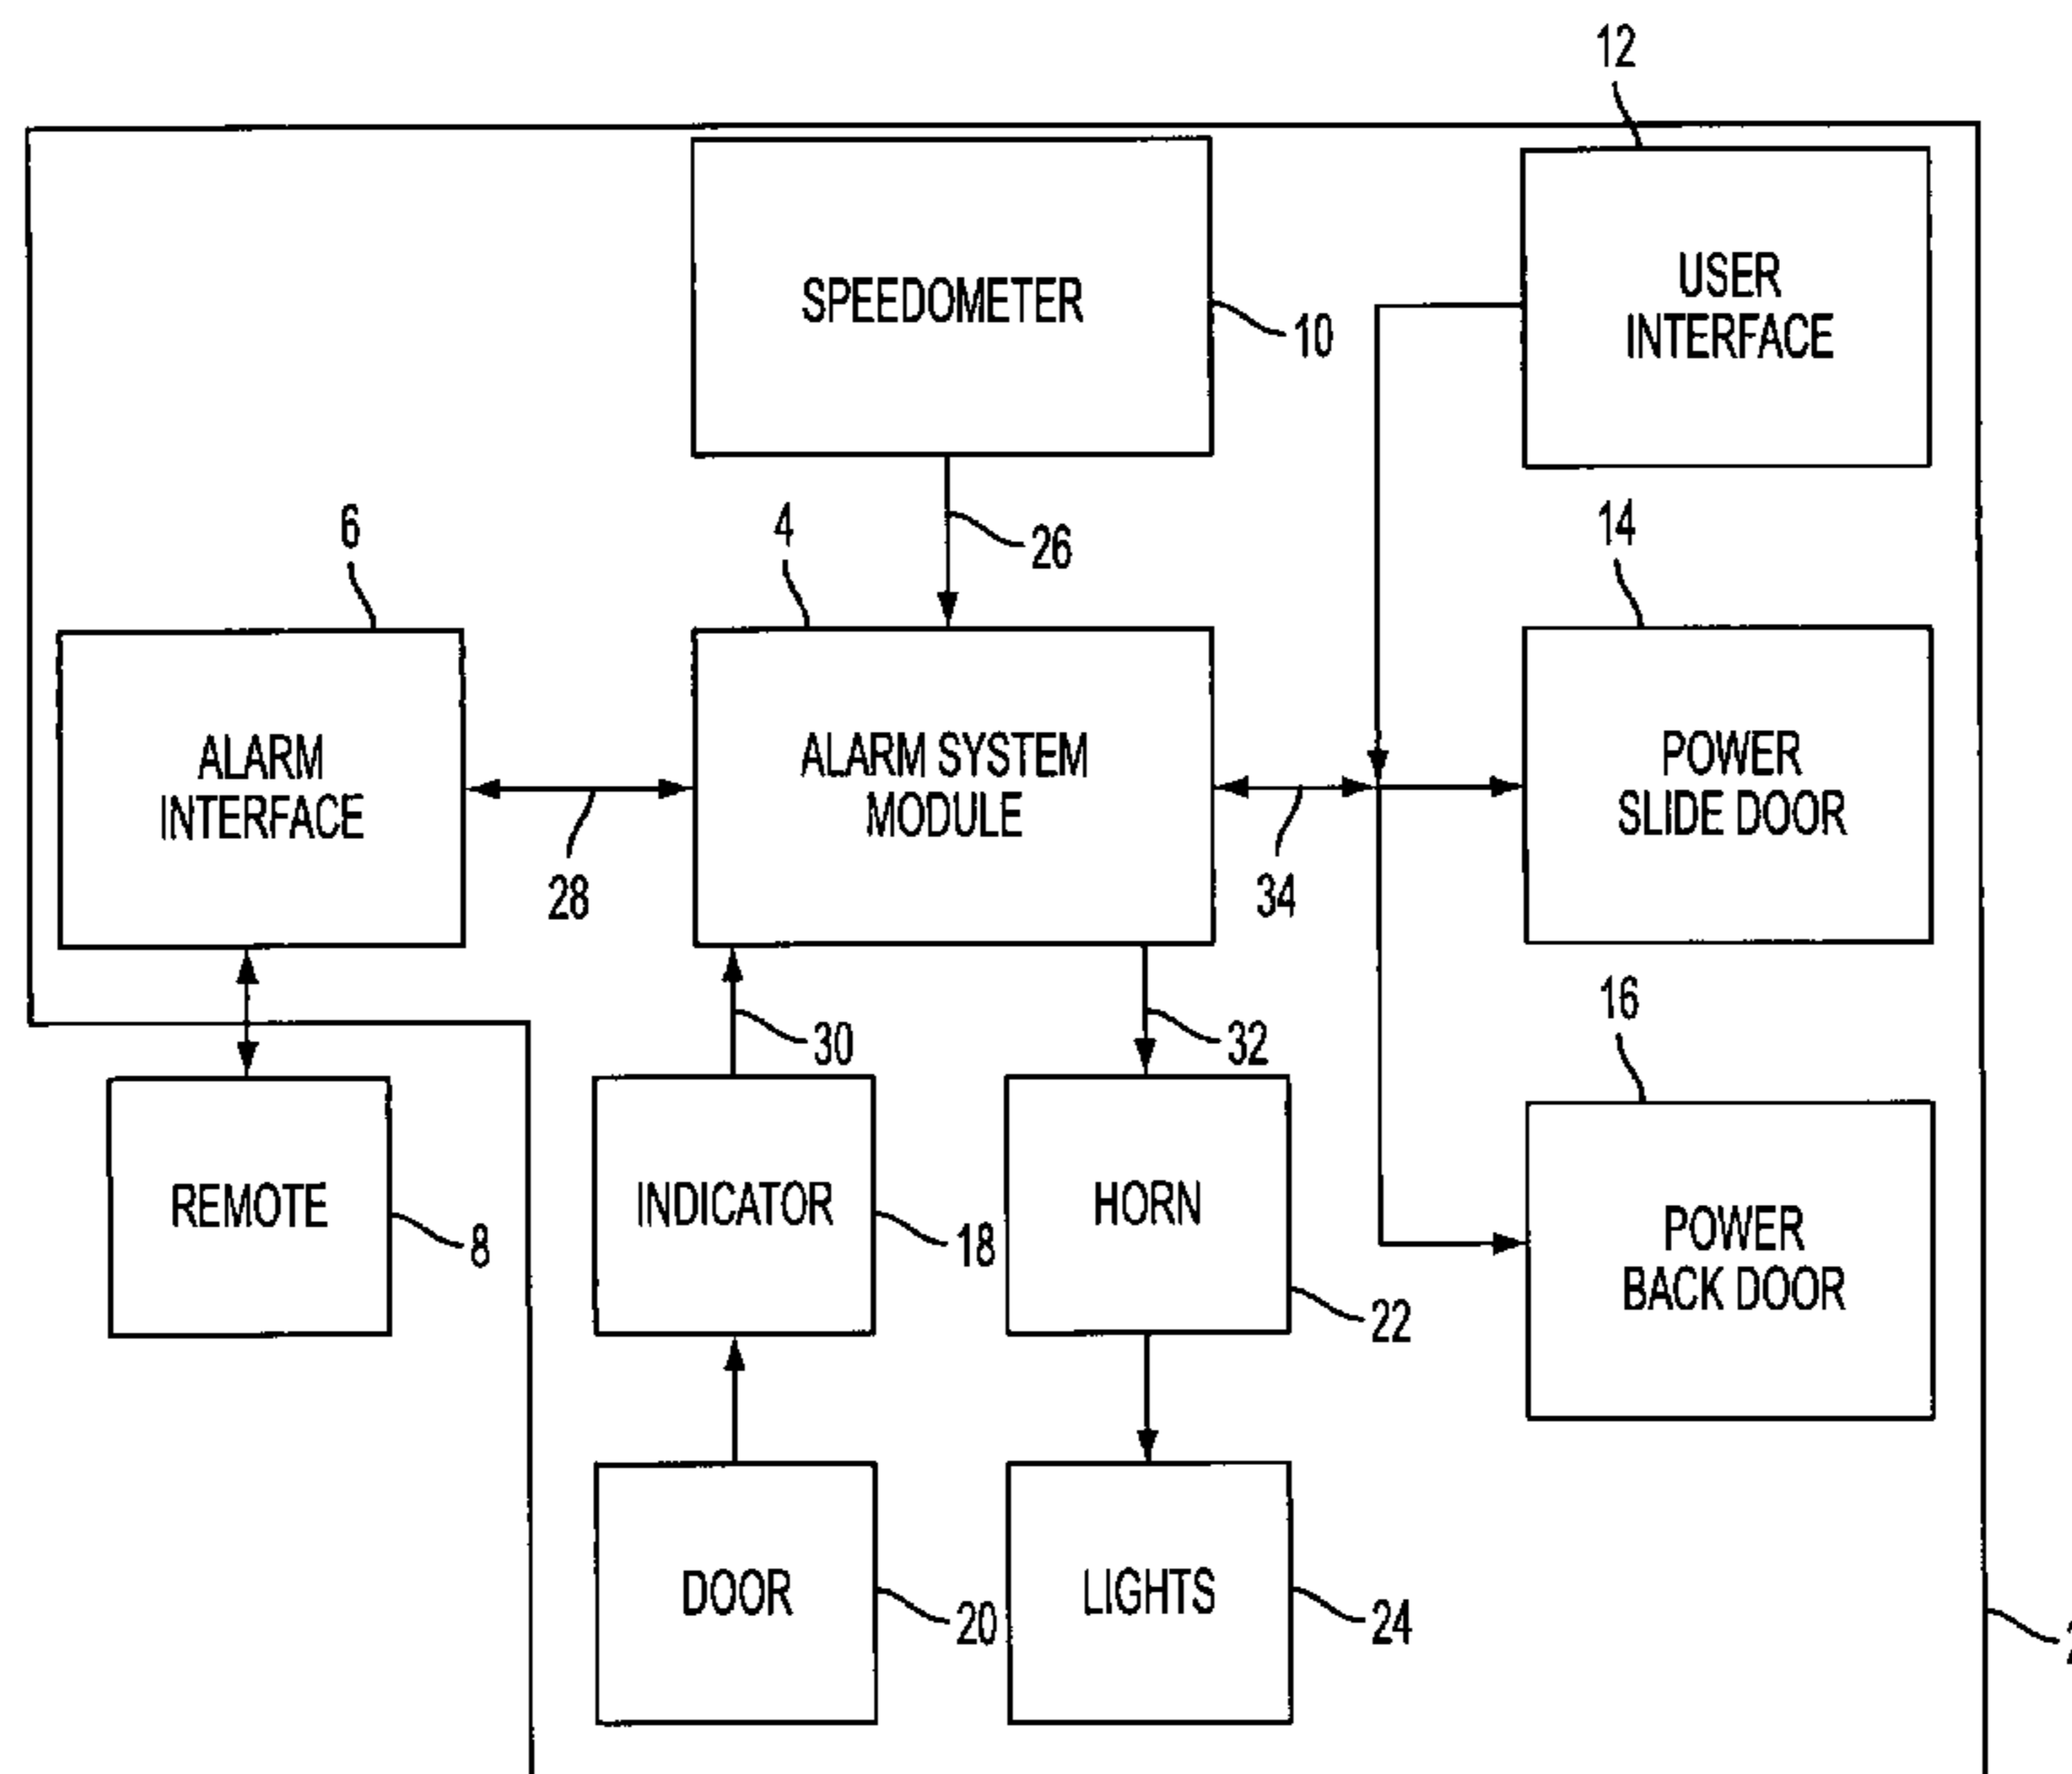 12
SPEEDOMETER
10
USER
INTERFACE
6
4
26
14
ALARM
INTERFACE
28
ALARM SYSTEM
MODULE
34
POWER
SLIDE DOOR
30
32
16
REMOTE
8
INDICATOR
18
HORN
22
POWER
BACK DOOR
DOOR
20
LIGHTS
24